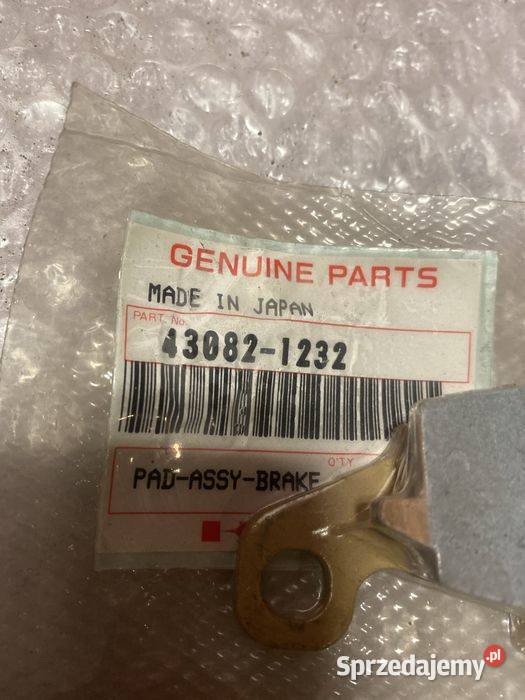 GENUINE PARTS
MADE IN JAPAN
PART No.
43082-1232
Q'TY
PAD-ASSY-BRAKE
Sprzedajemy.pl